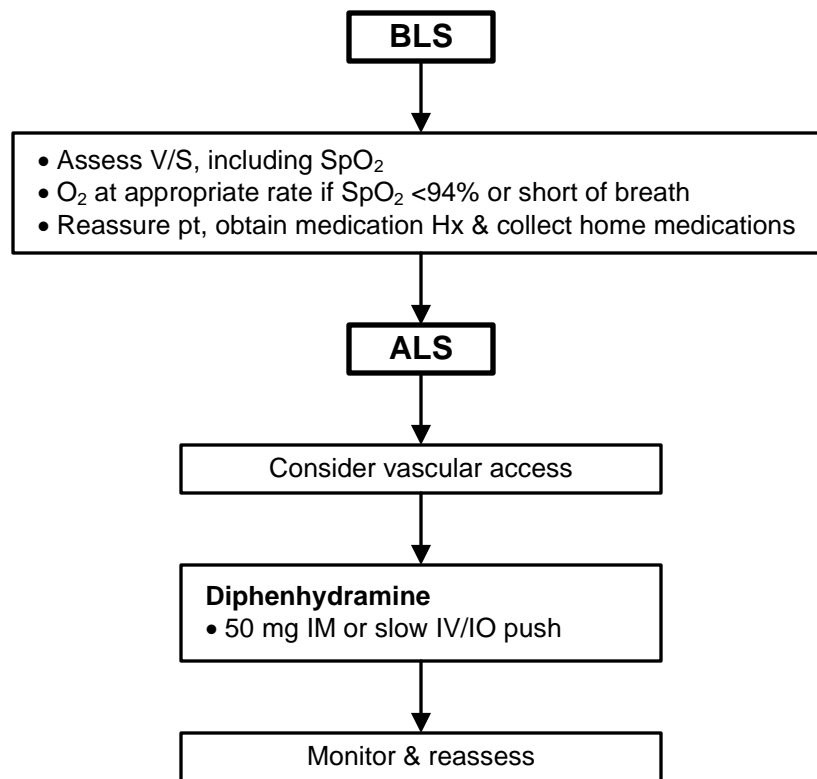 BLS
• Assess V/S, including SpO₂
• O₂ at appropriate rate if SpO₂ <94% or short of breath
• Reassure pt, obtain medication Hx & collect home medications
ALS
Consider vascular access
Diphenhydramine
• 50 mg IM or slow IV/IO push
Monitor & reassess